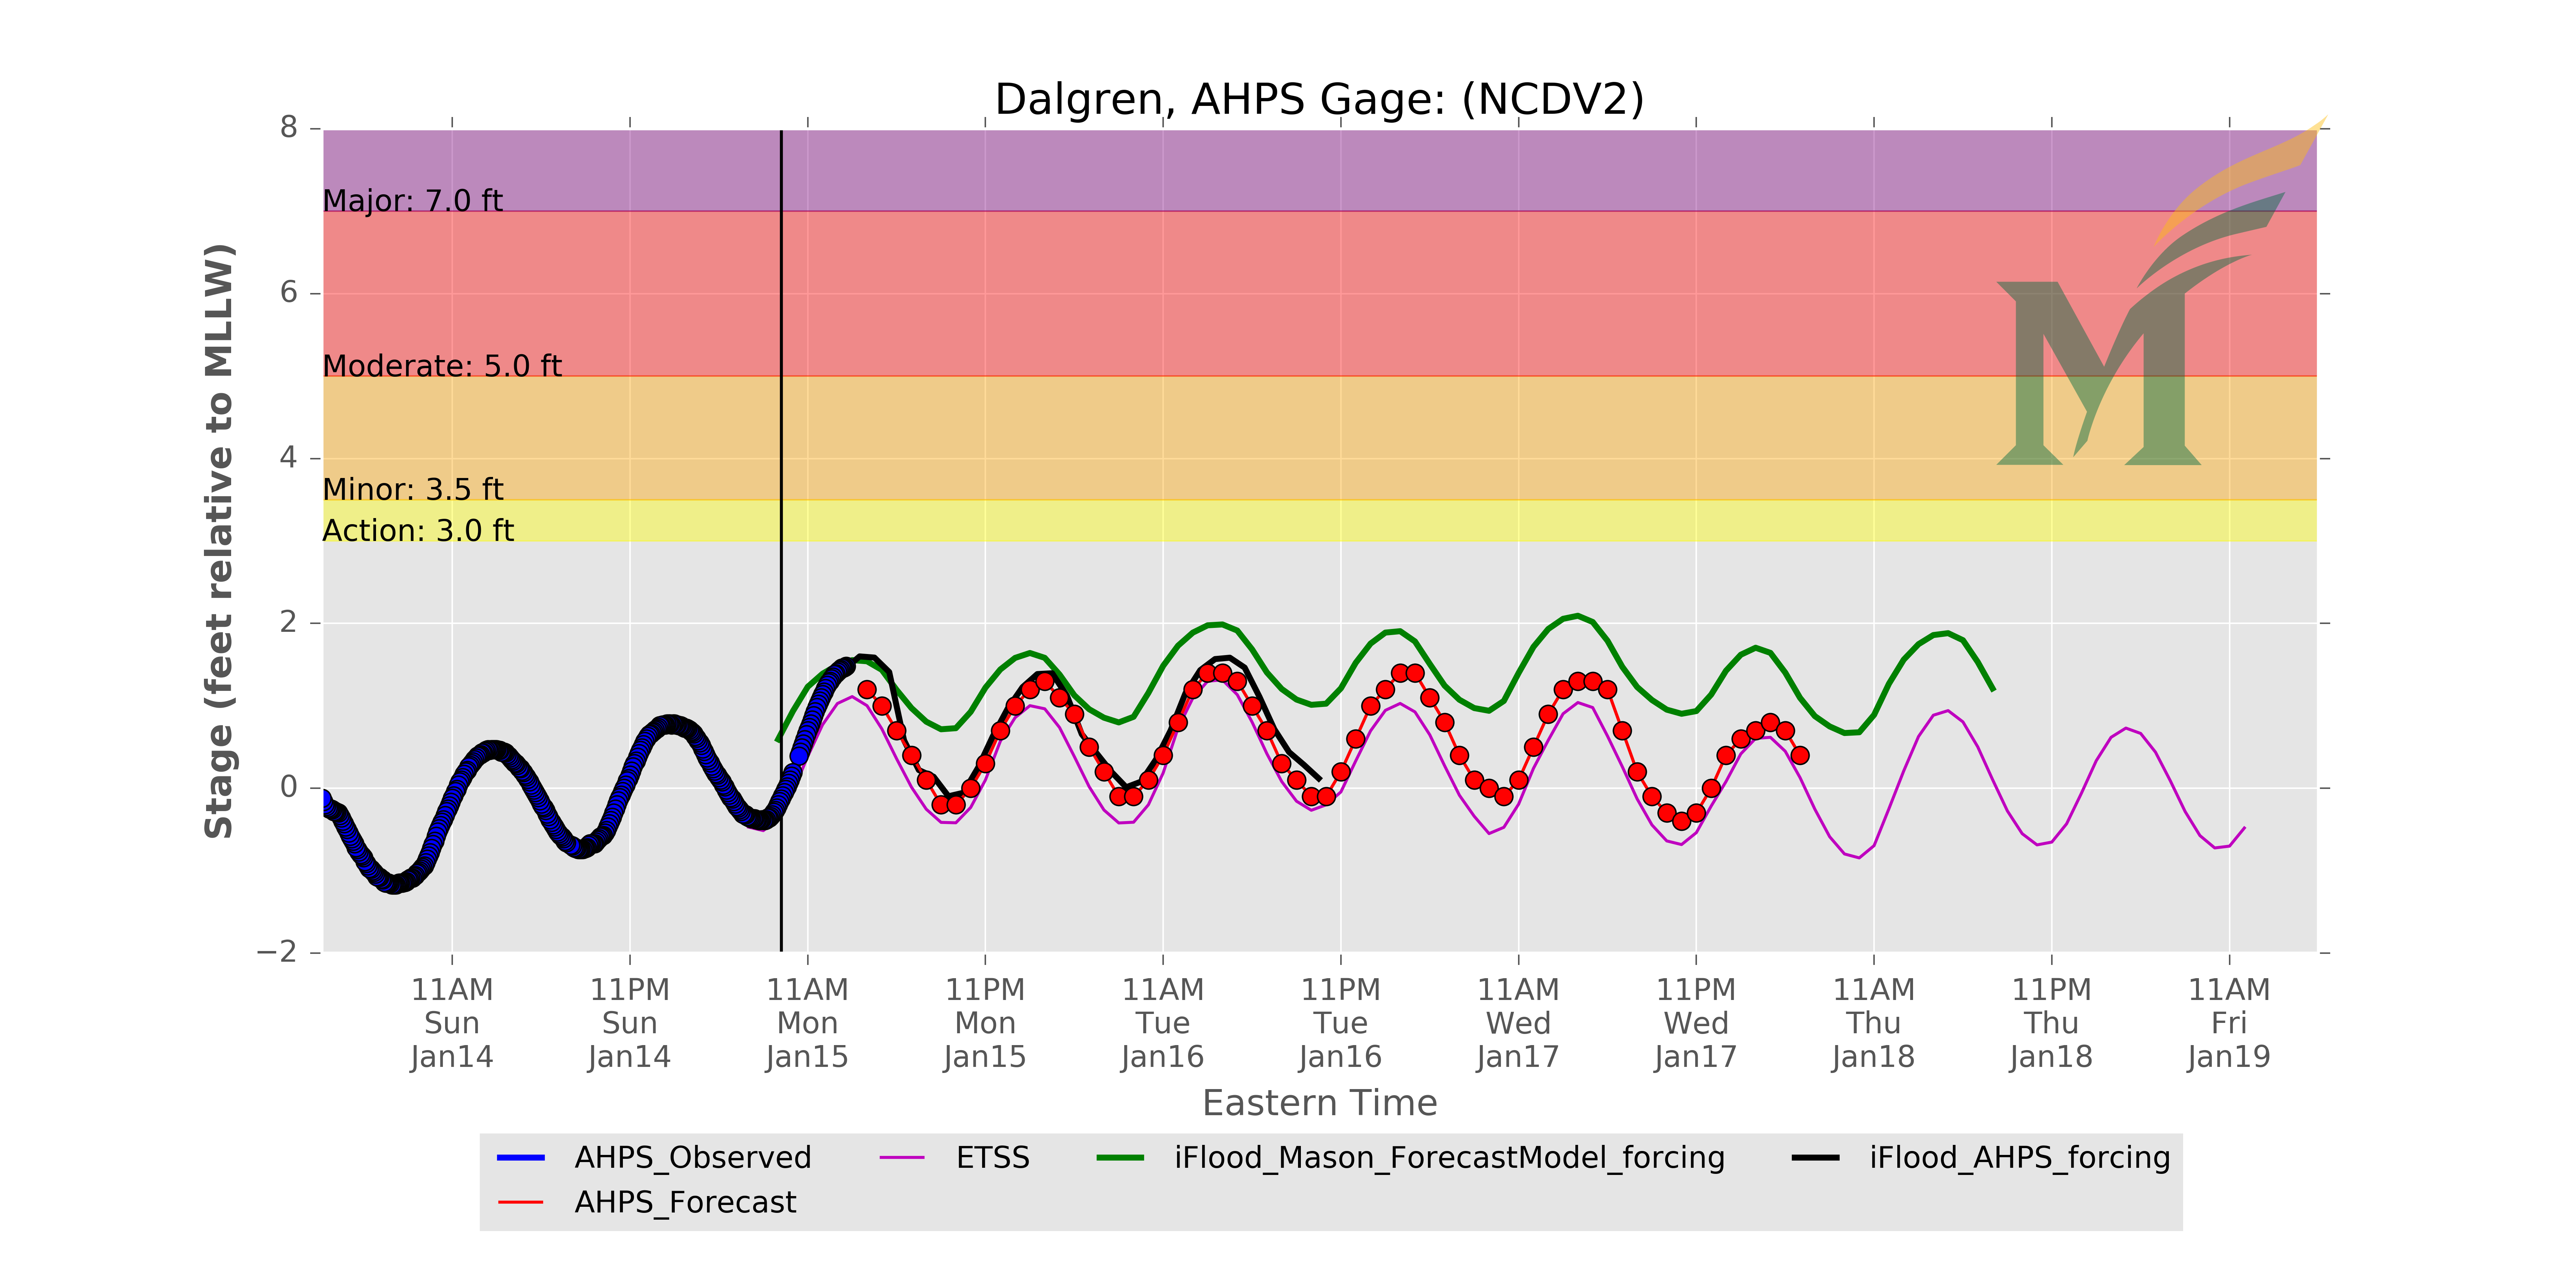 Dalgren, AHPS Gage: (NCDV2)
8
Major: 7.0 ft
6
Moderate: 5.0 ft
4
Minor: 3.5 ft
Action: 3.0 ft
2
0
−2
Stage (feet relative to MLLW)
M
11AM 11PM 11AM 11PM 11AM 11PM 11AM 11PM 11AM 11PM 11AM
Sun Sun Mon Mon Tue Tue Wed Wed Thu Thu Fri
Jan14 Jan14 Jan15 Jan15 Jan16 Jan16 Jan17 Jan17 Jan18 Jan18 Jan19
Eastern Time
AHPS_Observed ETSS iFlood_Mason_ForecastModel_forcing iFlood_AHPS_forcing
AHPS_Forecast